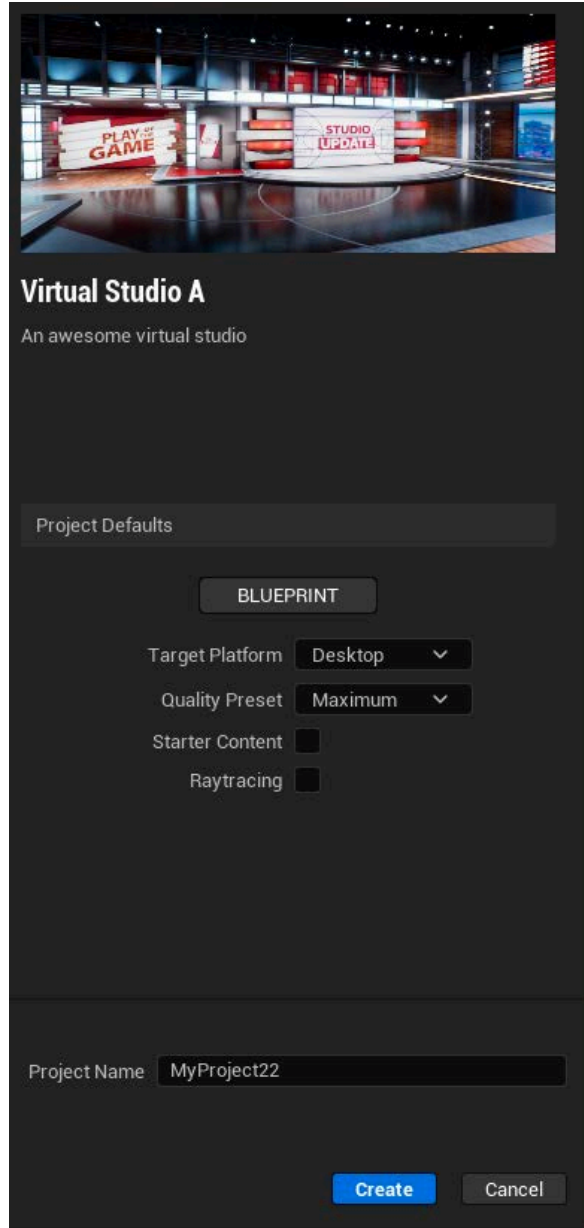 PLAY OF THE
GAME
STUDIO
UPDATE
Virtual Studio A
An awesome virtual studio
Project Defaults
BLUEPRINT
Target Platform Desktop
Quality Preset Maximum
Starter Content
Raytracing
Project Name MyProject22
Create Cancel